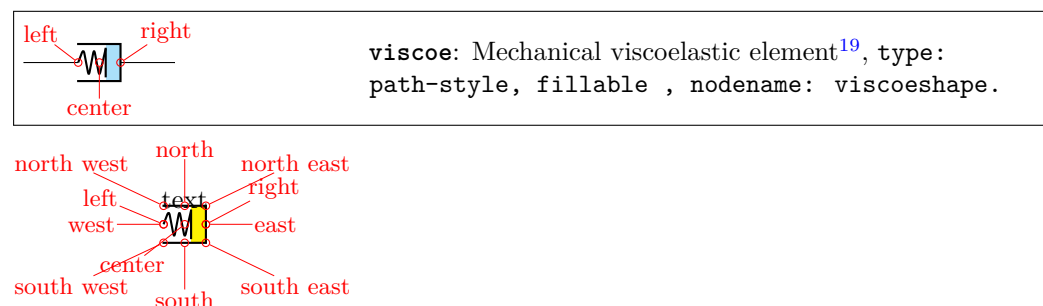 left
right
center
viscoe: Mechanical viscoelastic element19, type:
path-style, fillable , nodename: viscoeshape.
north
north west
north east
text
left
right
west
east
center
south west
south east
south